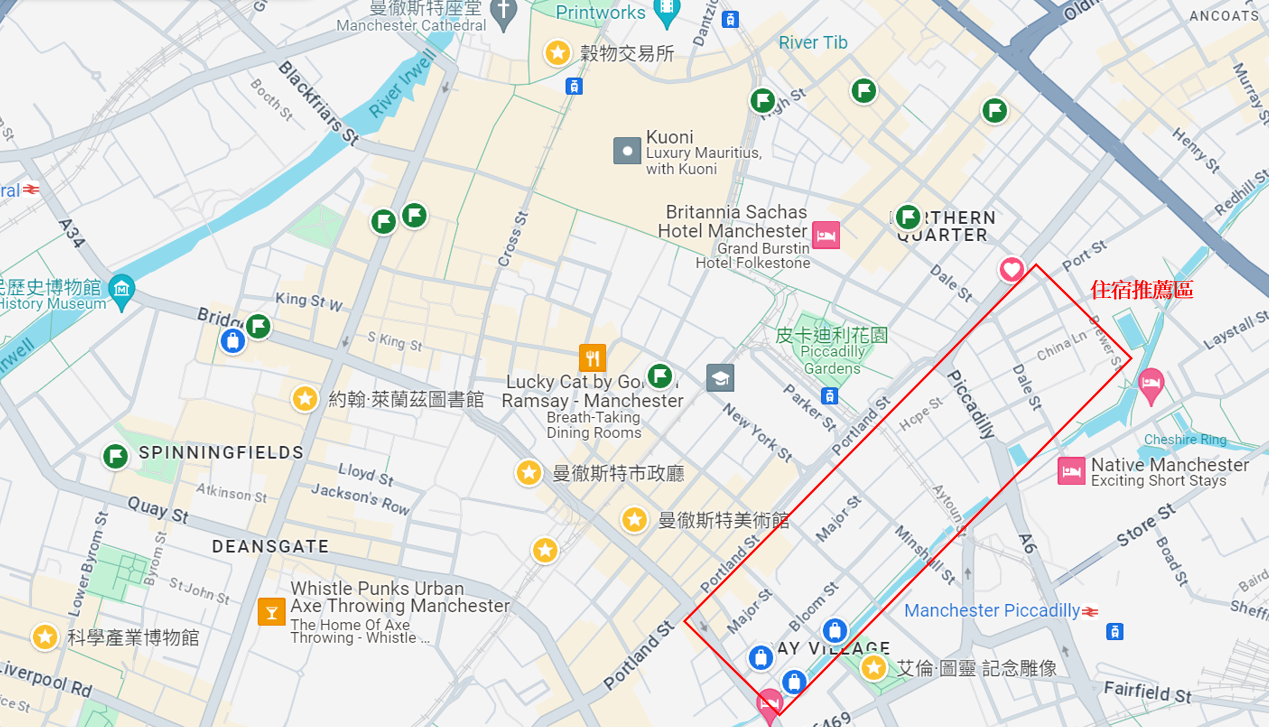 曼徹斯特座堂
Manchester Cathedral
Printworks
Dantzic
River Tib
Oldh
ANCOATS
穀物交易所
River Irwell
Blackfriars St
Booth St
High St
Murray St
Henry St
Redhill St
Kuoni
Luxury Mauritius,
with Kuoni
ral
A34
Cross St
Britannia Sachas
Hotel Manchester
Grand Burstin
Hotel Folkestone
NORTHERN
QUARTER
Port St
Dale St
住宿推薦區
民歷史博物館
History Museum
King St W
Bridge
S King St
Irwell
皮卡迪利花園
Piccadilly
Gardens
China Ln
Brewer St
Laystall St
Dale St
Piccadilly
Lucky Cat by Gordon
Ramsay - Manchester
Breath-Taking
Dining Rooms
約翰·萊蘭茲圖書館
Parker St
New York St
Portland St
Hope St
Cheshire Ring
SPINNINGFIELDS
Native Manchester
Exciting Short Stays
曼徹斯特市政廳
Lloyd St
Jackson's Row
Atkinson St
Quay St
曼徹斯特美術館
Major St
Aytoun St
Minshull St
A6
Store St
Boad St
DEANSGATE
Lower Byrom St
Byrom St
St John St
Portland St
Whistle Punks Urban
Axe Throwing Manchester
The Home Of Axe
Throwing - Whistle ...
Major St
Bloom St
Manchester Piccadilly
Baird
Sheffi
科學產業博物館
Portland St
GAY VILLAGE
艾倫·圖靈 記念雕像
Liverpool Rd
Fairfield St